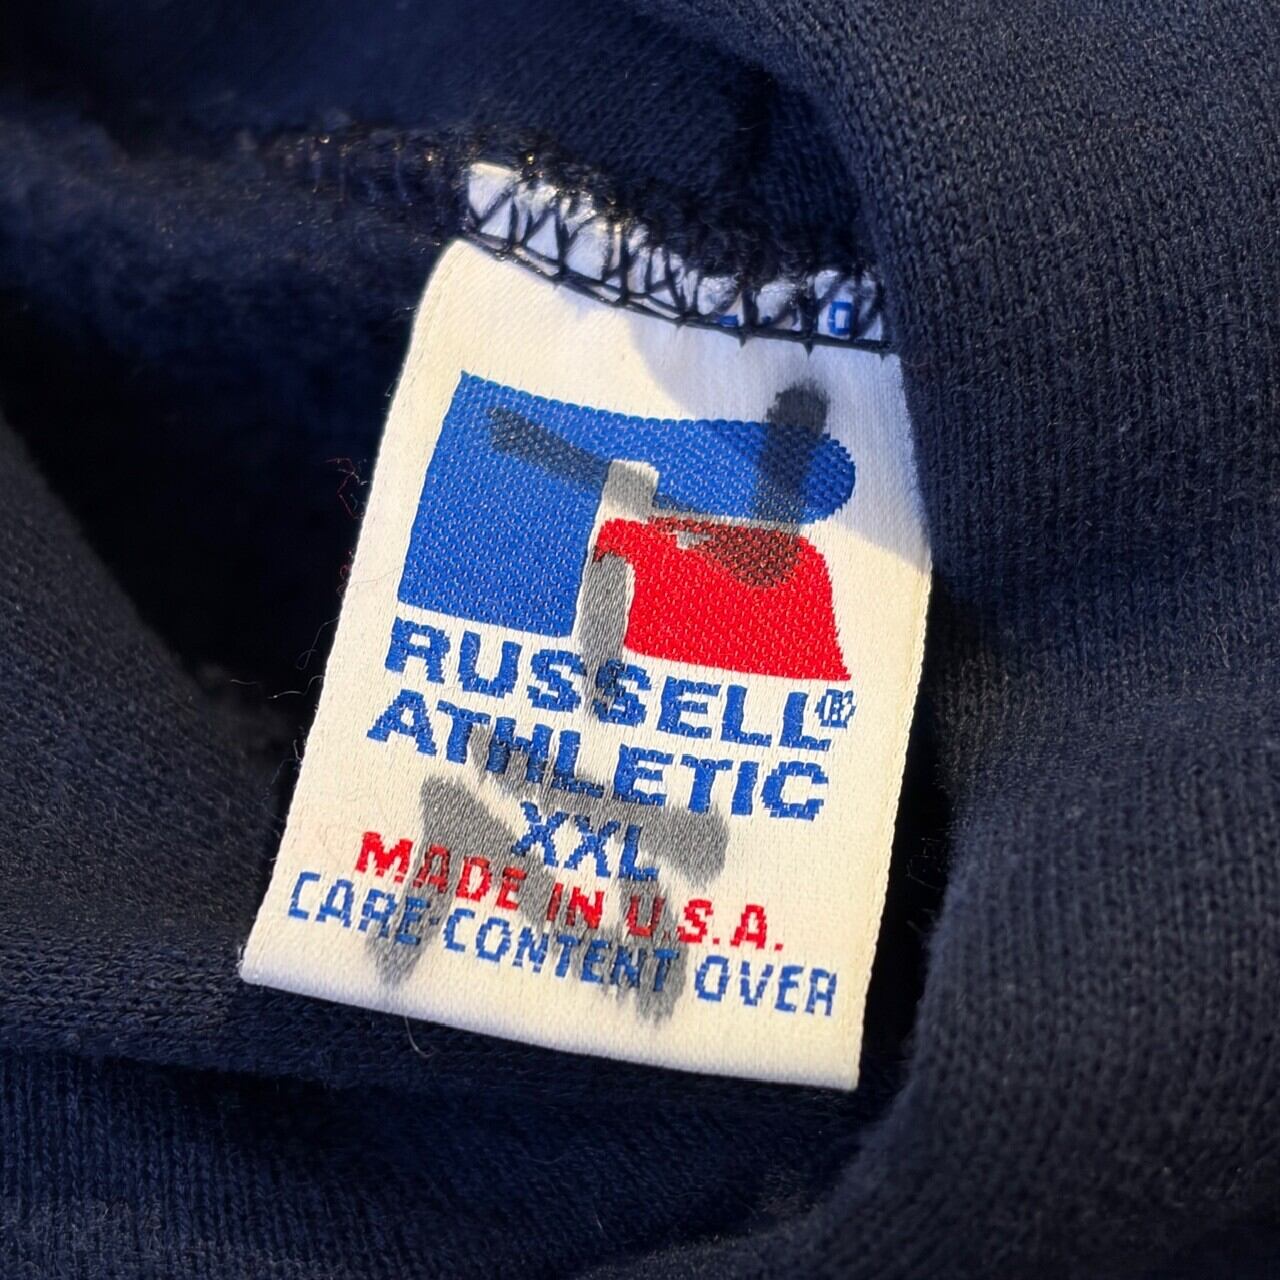 RUSSELL®
ATHLETIC
XXL
MADE IN U.S.A.
CARE·CONTENT OVER